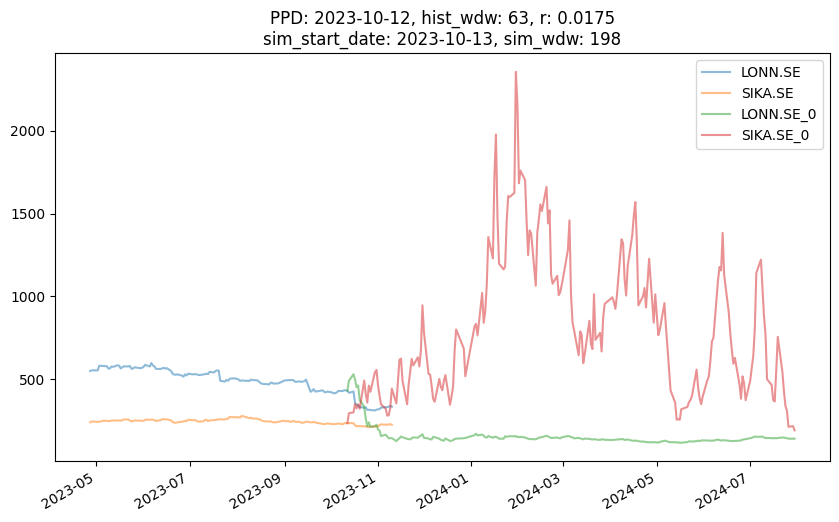 PPD: 2023-10-12, hist_wdw: 63, r: 0.0175
sim_start_date: 2023-10-13, sim_wdw: 198
LONN.SE
SIKA.SE
LONN.SE_0
SIKA.SE_0
2000
1500
1000
500
2023-05
2023-07
2023-09
2023-11
2024-01
2024-03
2024-05
2024-07